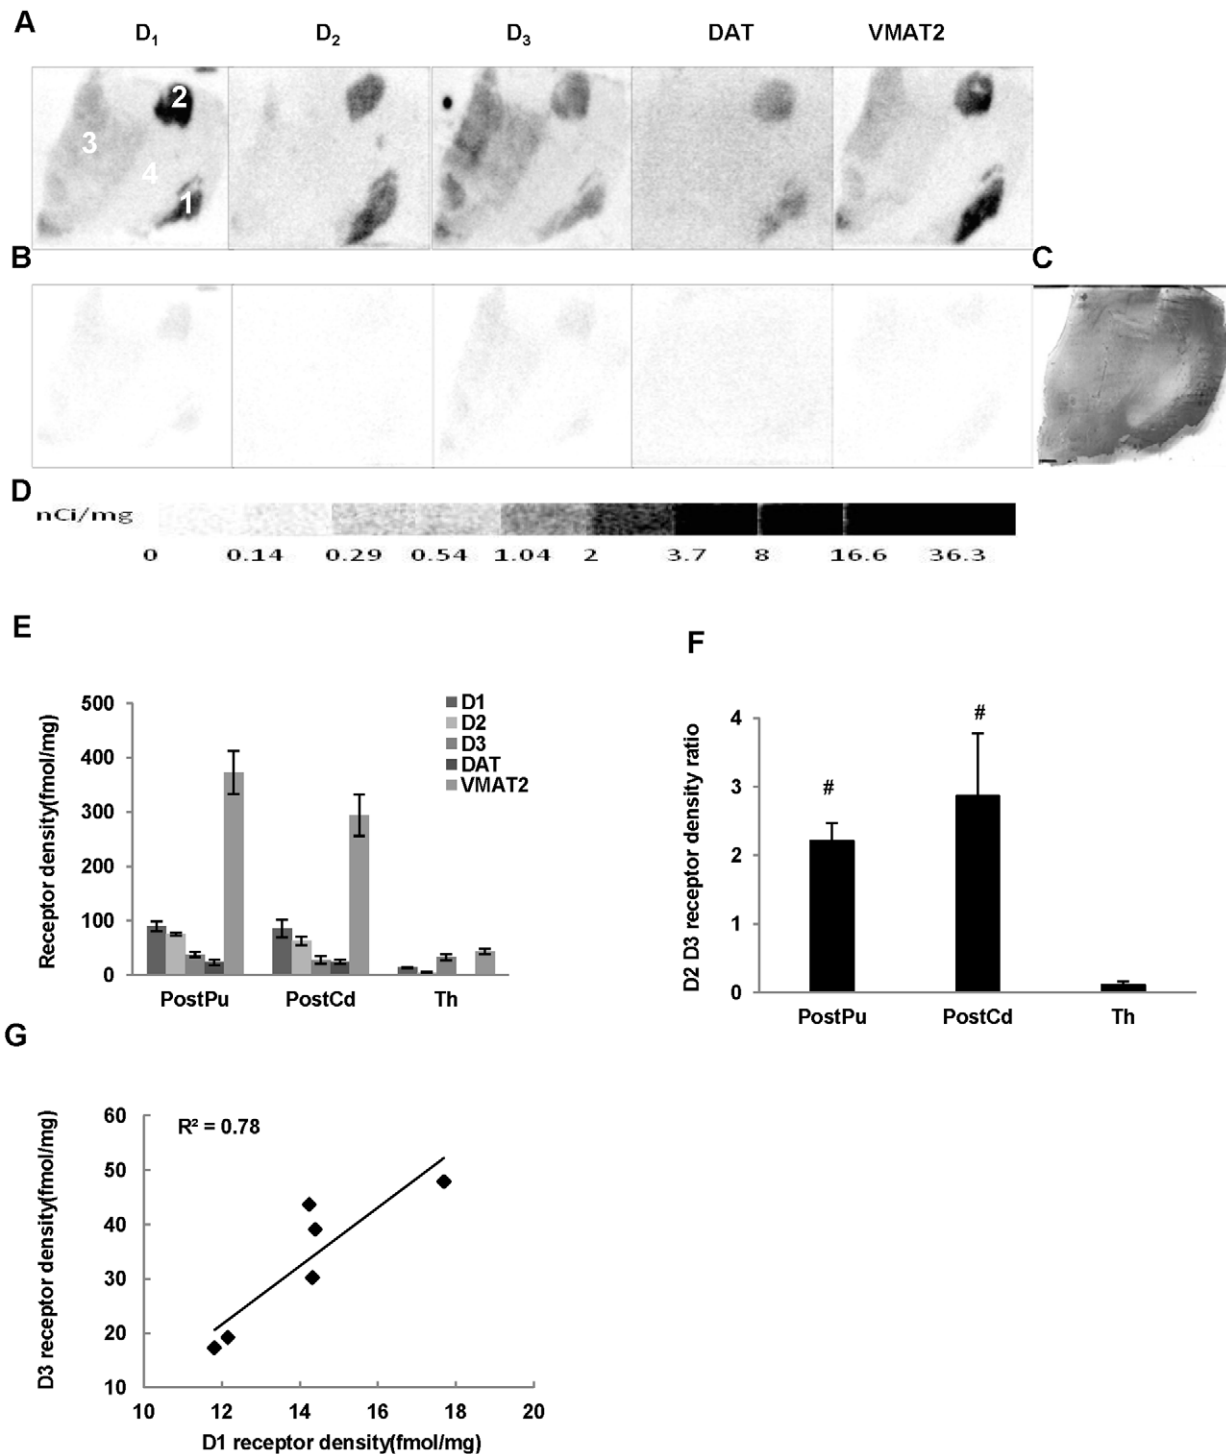 A
D₁ D₂ D₃ DAT VMAT2
2
3
4
1
B
C
D
nCi/mg
0 0.14 0.29 0.54 1.04 2 3.7 8 16.6 36.3
E
F
Receptor density(fmol/mg)
500
400
300
200
100
0
D1
D2
D3
DAT
VMAT2
PostPu PostCd Th
D2 D3 receptor density ratio
4
3
2
1
0
#
#
PostPu PostCd Th
G
D3 receptor density(fmol/mg)
60
50
40
30
20
10
R² = 0.78
10 12 14 16 18 20
D1 receptor density(fmol/mg)